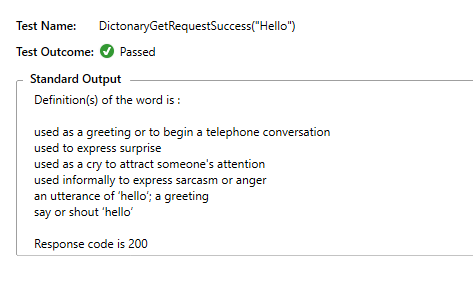 Test Name: DictonaryGetRequestSuccess("Hello")
Test Outcome: Passed
Standard Output
Definition(s) of the word is :
used as a greeting or to begin a telephone conversation
used to express surprise
used as a cry to attract someone's attention
used informally to express sarcasm or anger
an utterance of ‘hello’; a greeting
say or shout ‘hello’
Response code is 200